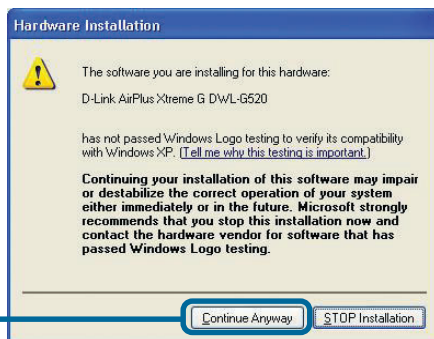 Hardware Installation
The software you are installing for this hardware:
D-Link AirPlus Xtreme G DWL-G520
has not passed Windows Logo testing to verify its compatibility
with Windows XP. (Tell me why this testing is important.)
Continuing your installation of this software may impair
or destabilize the correct operation of your system
either immediately or in the future. Microsoft strongly
recommends that you stop this installation now and
contact the hardware vendor for software that has
passed Windows Logo testing.
Continue Anyway
STOP Installation